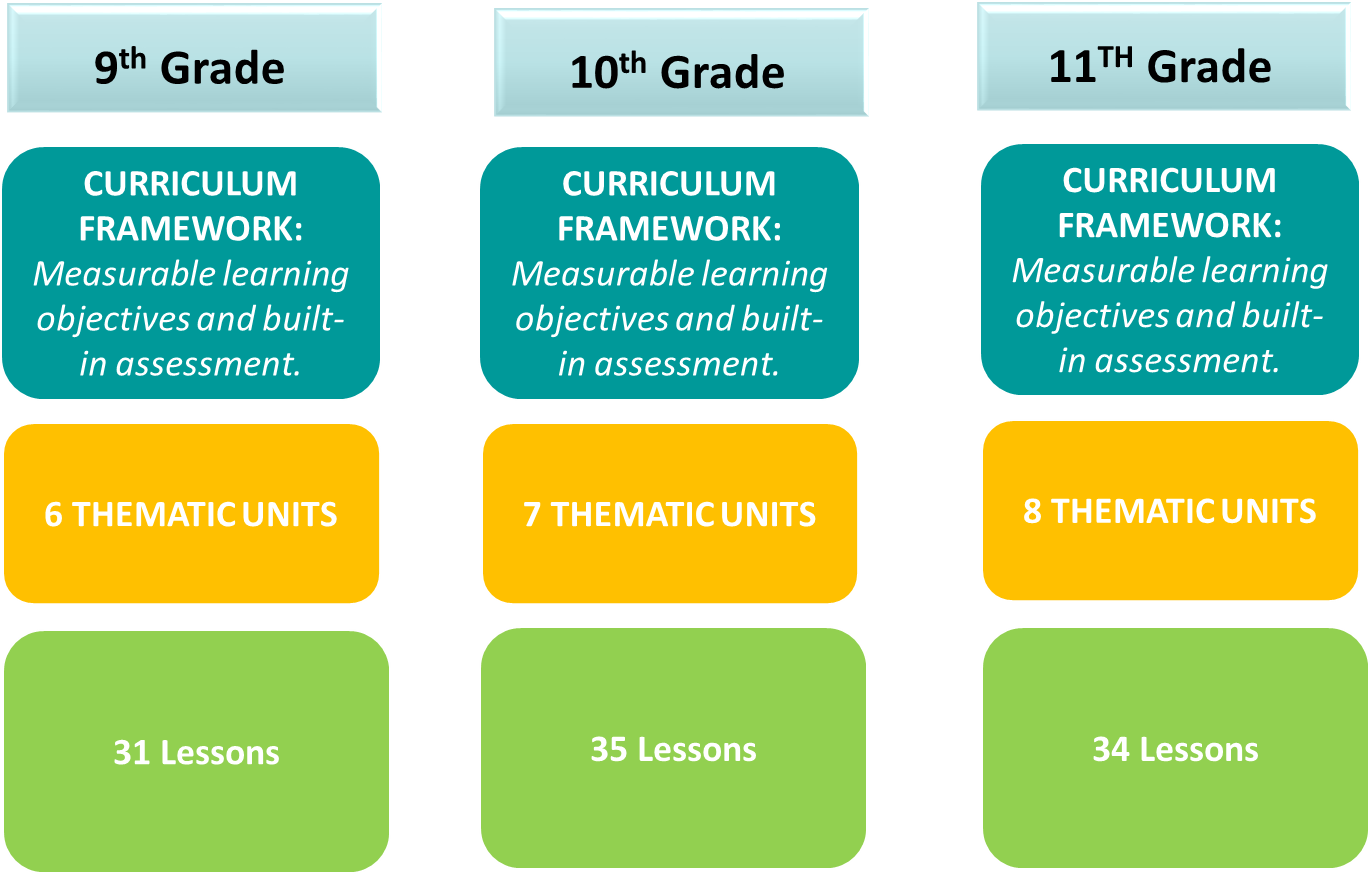 9th Grade
CURRICULUM
FRAMEWORK:
Measurable learning
objectives and built-
in assessment.
6 THEMATIC UNITS
31 Lessons
10th Grade
CURRICULUM
FRAMEWORK:
Measurable learning
objectives and built-
in assessment.
7 THEMATIC UNITS
35 Lessons
11TH Grade
CURRICULUM
FRAMEWORK:
Measurable learning
objectives and built-
in assessment.
8 THEMATIC UNITS
34 Lessons